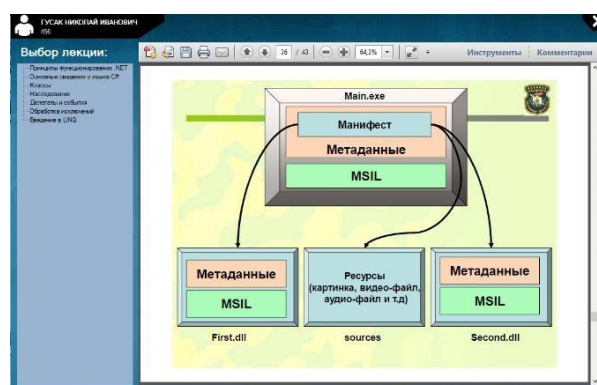 ГУСАК НИКОЛАЙ ИВАНОВИЧ
456
Выбор лекции:
Принципы функционирования .NET
Основные сведения о языке C#
Классы
Наследование
Делегаты и события
Обработка исключений
Введение в LINQ
36 / 43
64,3%
Инструменты
Комментарии
Main.exe
Манифест
Метаданные
MSIL
Метаданные
MSIL
First.dll
Ресурсы
(картинка, видео-файл,
аудио-файл и т.д)
sources
Метаданные
MSIL
Second.dll